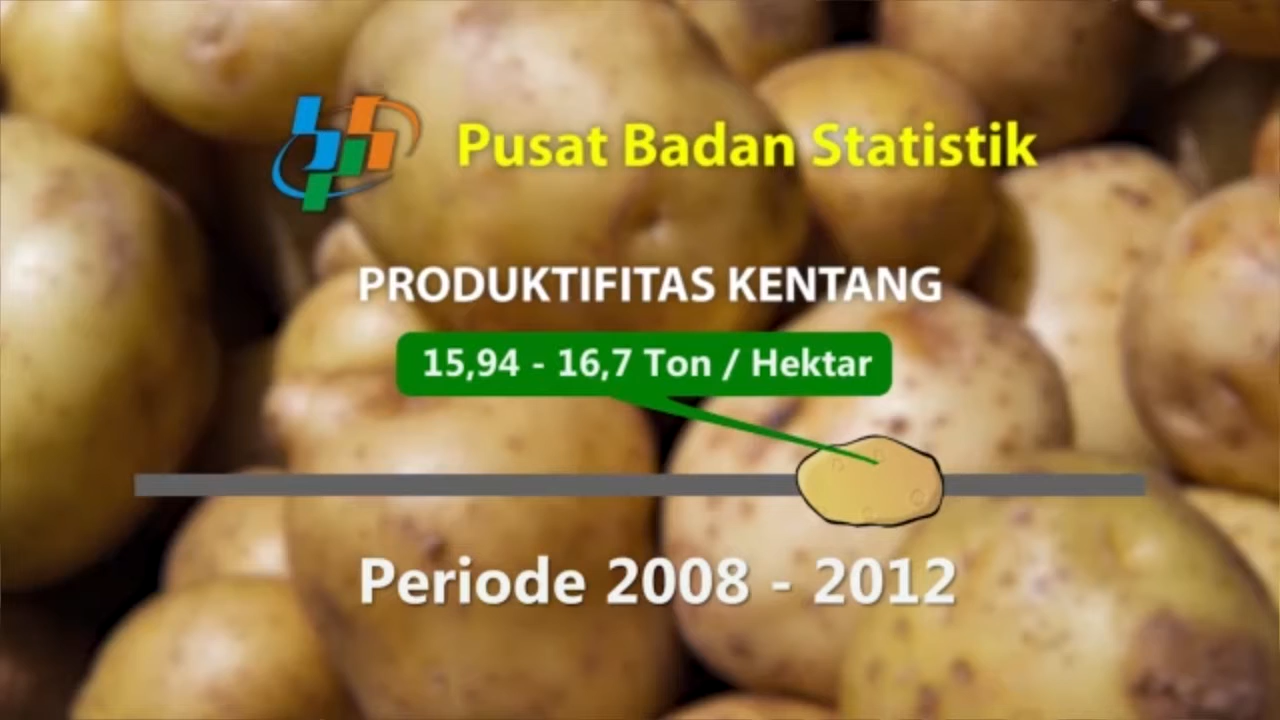 Pusat Badan Statistik
PRODUKTIFITAS KENTANG
15,94 - 16,7 Ton / Hektar
Periode 2008 - 2012